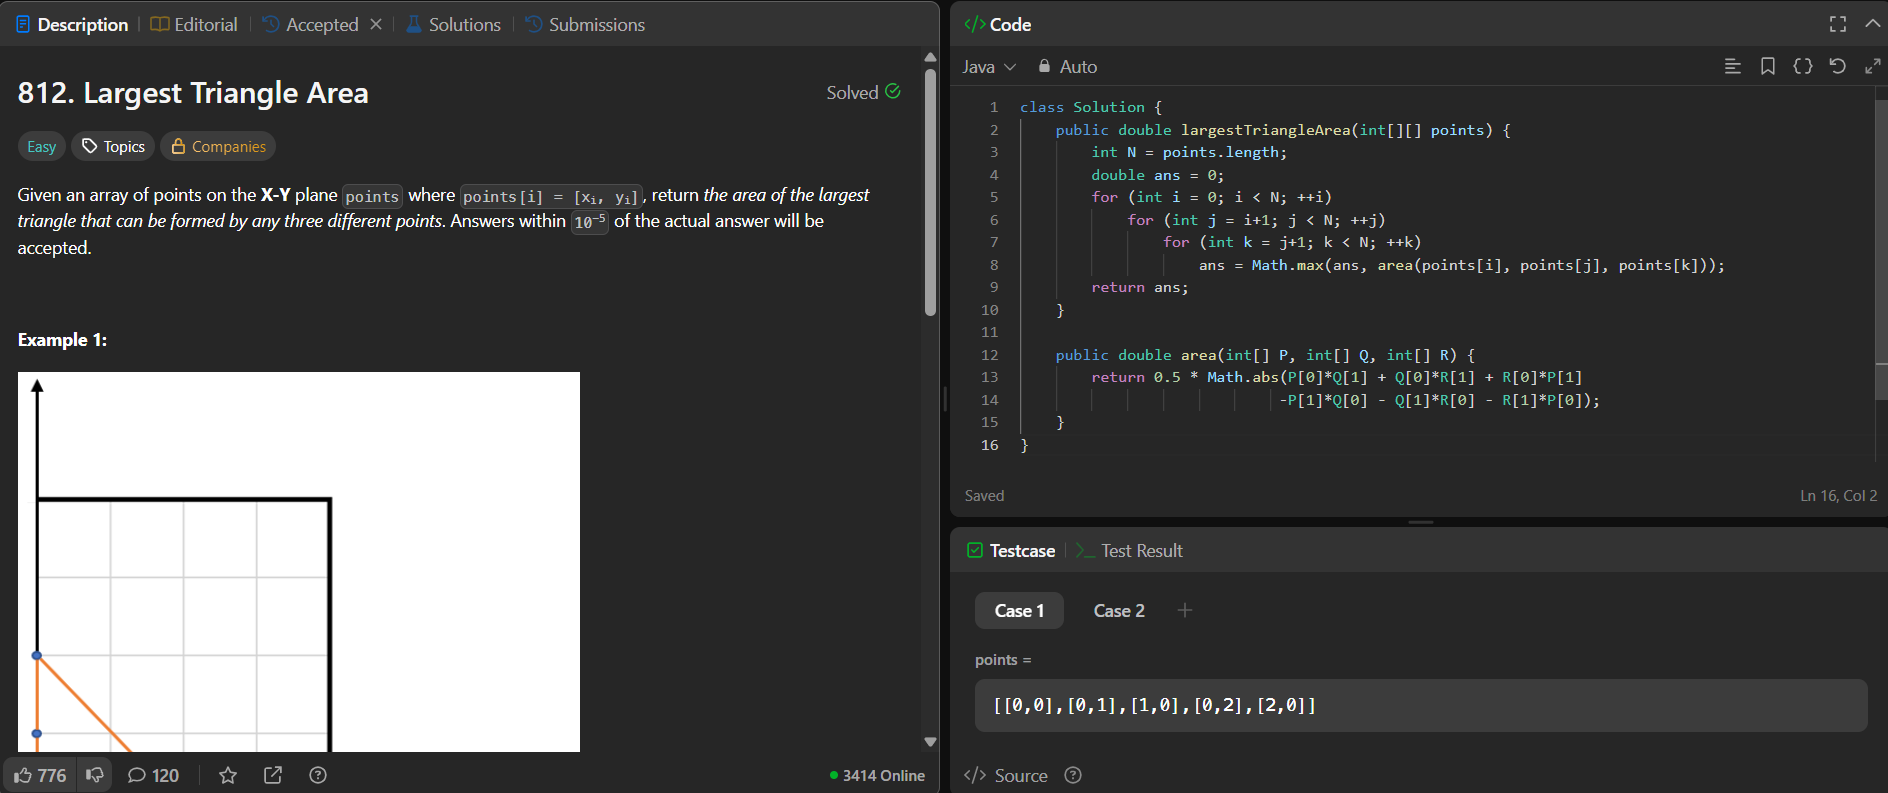 Description
Editorial
Accepted
Solutions
Submissions
812. Largest Triangle Area
Solved
Easy
Topics
Companies
Given an array of points on the X-Y plane points where points[i] = [xi, yi], return the area of the largest
triangle that can be formed by any three different points. Answers within 10-5 of the actual answer will be
accepted.
Example 1:
776
120
3414 Online
</> Code
Java
Auto
1 class Solution {
2 public double largestTriangleArea(int[][] points) {
3 int N = points.length;
4 double ans = 0;
5 for (int i = 0; i < N; ++i)
6 for (int j = i+1; j < N; ++j)
7 for (int k = j+1; k < N; ++k)
8 ans = Math.max(ans, area(points[i], points[j], points[k]));
9 return ans;
10 }
11
12 public double area(int[] P, int[] Q, int[] R) {
13 return 0.5 * Math.abs(P[0]*Q[1] + Q[0]*R[1] + R[0]*P[1]
14 -P[1]*Q[0] - Q[1]*R[0] - R[1]*P[0]);
15 }
16 }
Saved
Ln 16, Col 2
Testcase
Test Result
Case 1
Case 2
points =
[[0,0],[0,1],[1,0],[0,2],[2,0]]
</> Source